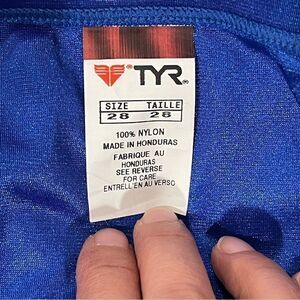 TYR
SIZE TAILLE
28 28
100% NYLON
MADE IN HONDURAS
FABRIQUE AU
HONDURAS
SEE REVERSE
FOR CARE
ENTRELL'EN AU VERSO